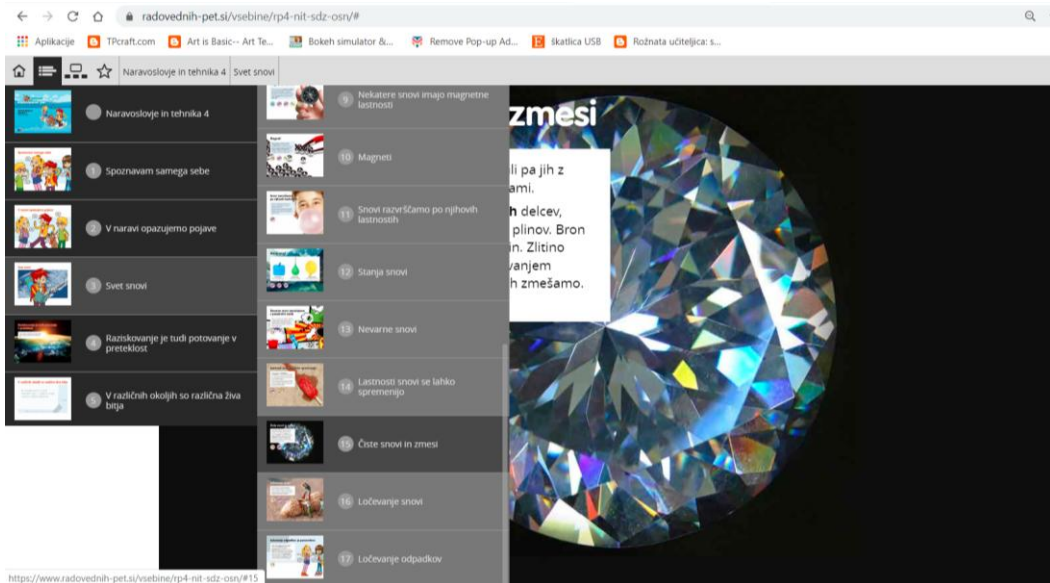 radovednih-pet.si/vsebine/rp4-nit-sdz-osn/#
Aplikacije TPcraft.com Art is Basic-- Art Te... Bokeh simulator &... Remove Pop-up Ad... škatlica USB Rožnata učiteljica: s...
Naravoslovje in tehnika 4 Svet snovi
Naravoslovje in tehnika 4
1 Spoznavam samega sebe
2 V naravi opazujemo pojave
3 Svet snovi
4 Raziskovanje je tudi potovanje v
preteklost
5 V različnih okoljih so različna živa
bitja
9 Nekatere snovi imajo magnetne
lastnosti
10 Magneti
11 Snovi razvrščamo po njihovih
lastnostih
12 Stanja snovi
13 Nevarne snovi
14 Lastnosti snovi se lahko
spremenijo
15 Čiste snovi in zmesi
16 Ločevanje snovi
17 Ločevanje odpadkov
zmesi
li pa jih z
ami.
h delcev,
plinov. Bron
in. Zlitino
vanjem
h zmešamo.
https://www.radovednih-pet.si/vsebine/rp4-nit-sdz-osn/#15